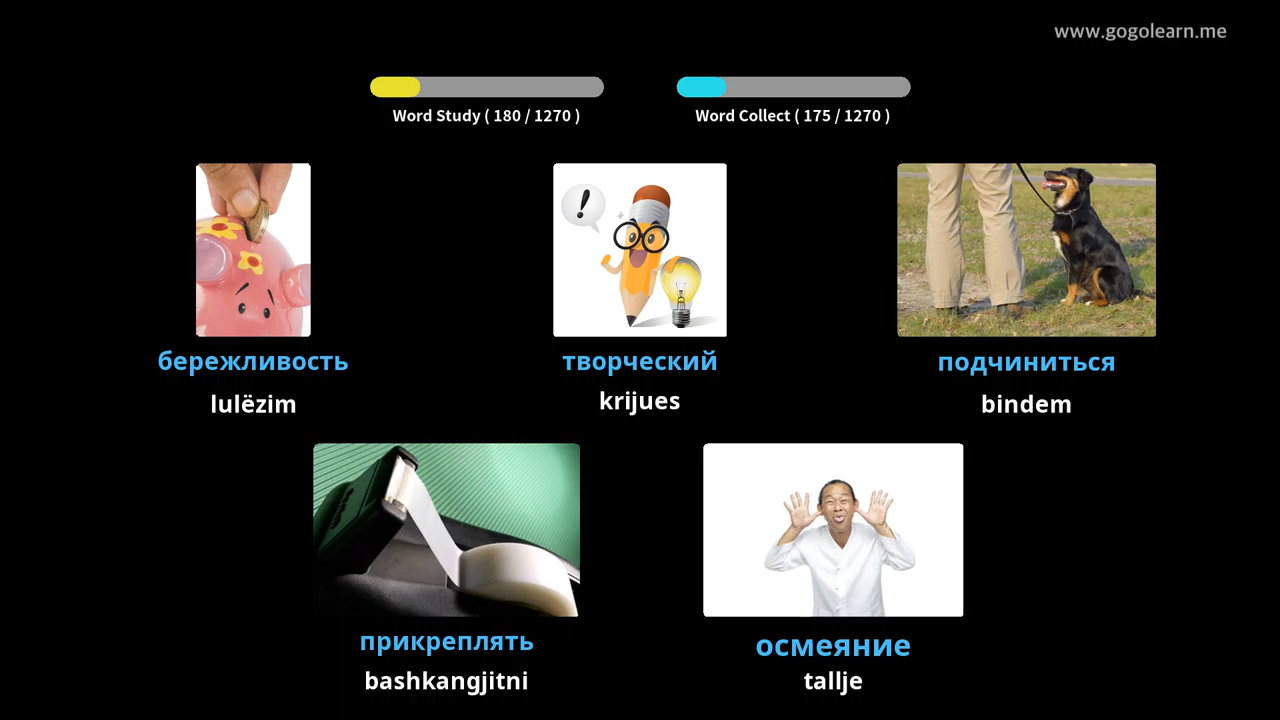 www.gogolearn.me
Word Study ( 180 / 1270 )
Word Collect ( 175 / 1270 )
бережливость
lulëzim
творческий
krijues
подчиниться
bindem
прикреплять
bashkangjitni
осмеяние
tallje